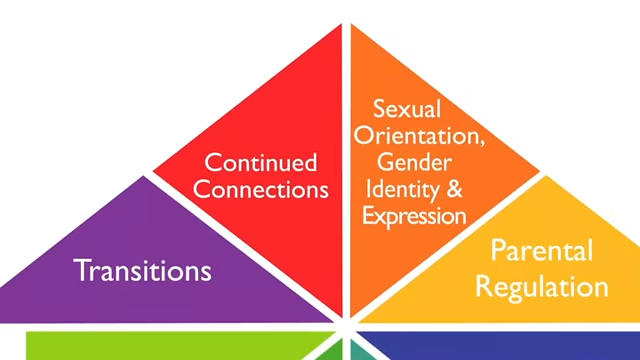 Continued
Connections
Sexual
Orientation,
Gender
Identity &
Expression
Transitions
Parental
Regulation